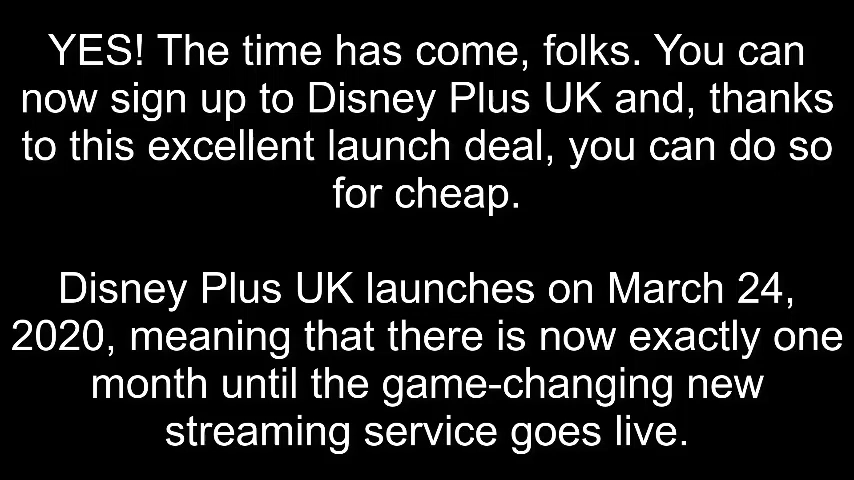 YES! The time has come, folks. You can
now sign up to Disney Plus UK and, thanks
to this excellent launch deal, you can do so
for cheap.
Disney Plus UK launches on March 24,
2020, meaning that there is now exactly one
month until the game-changing new
streaming service goes live.